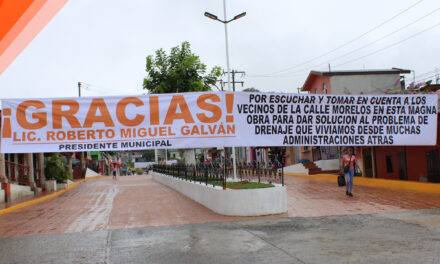 ¡GRACIAS!
LIC. ROBERTO MIGUEL GALVÁN
PRESIDENTE MUNICIPAL
POR ESCUCHAR Y TOMAR EN CUENTA A LOS
VECINOS DE LA CALLE MORELOS EN ESTA MAGNA
OBRA PARA DAR SOLUCION AL PROBLEMA DE
DRENAJE QUE VIVIAMOS DESDE MUCHAS
ADMINISTRACIONES ATRÁS